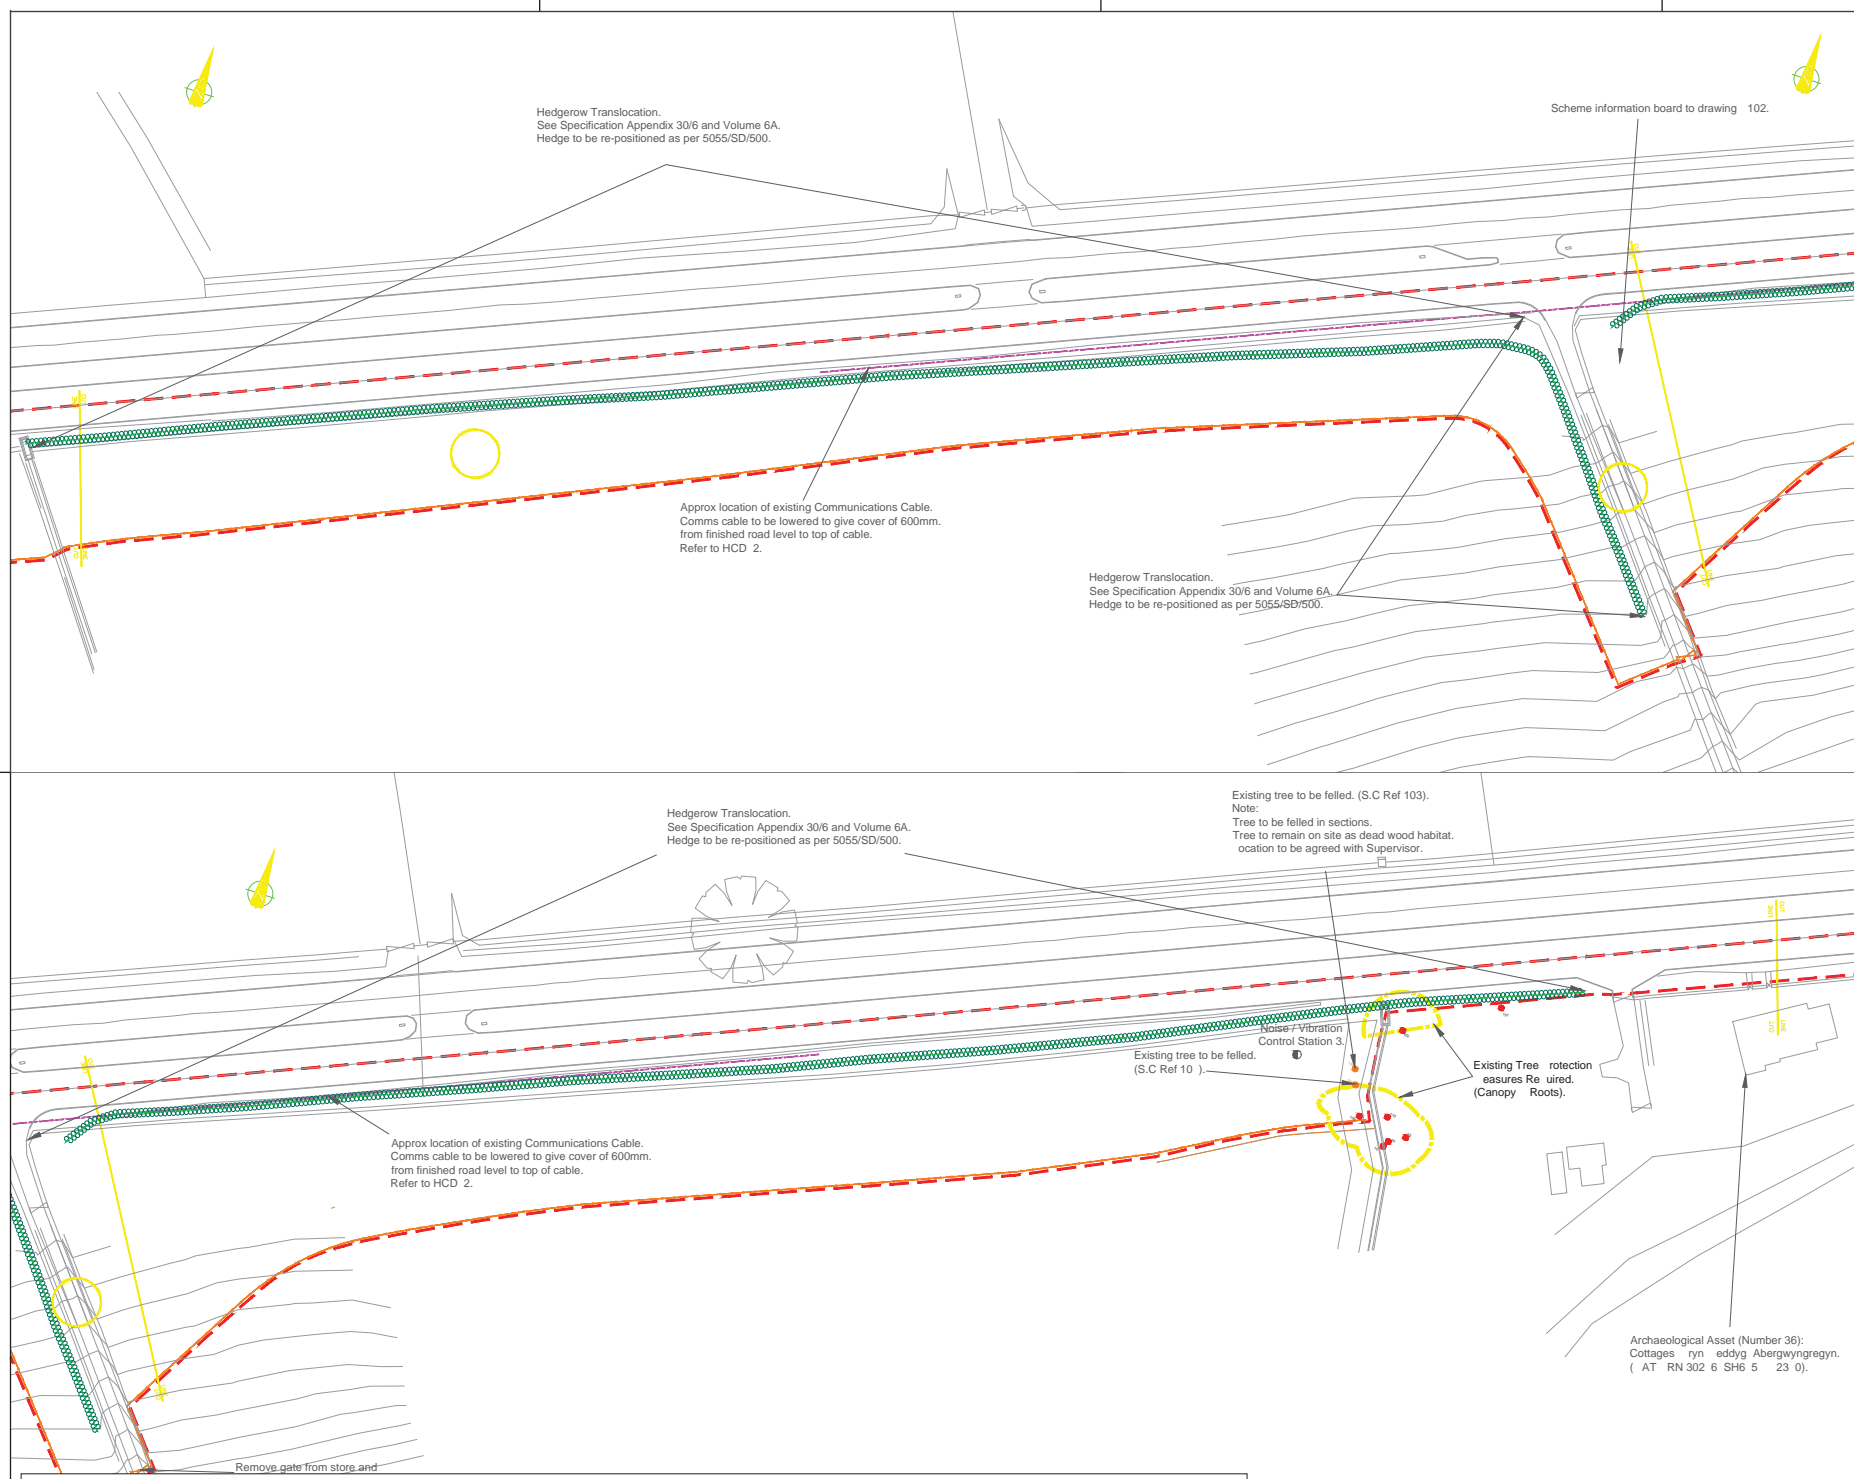 Hedgerow Translocation.
See Specification Appendix 30/6 and Volume 6A.
Hedge to be re-positioned as per 5055/SD/500.
Scheme information board to drawing 102.
Approx location of existing Communications Cable.
Comms cable to be lowered to give cover of 600mm.
from finished road level to top of cable.
Refer to HCD 2.
Hedgerow Translocation.
See Specification Appendix 30/6 and Volume 6A.
Hedge to be re-positioned as per 5055/SD/500.
Hedgerow Translocation.
See Specification Appendix 30/6 and Volume 6A.
Hedge to be re-positioned as per 5055/SD/500.
Existing tree to be felled. (S.C Ref 103).
Note:
Tree to be felled in sections.
Tree to remain on site as dead wood habitat.
ocation to be agreed with Supervisor.
Noise / Vibration
Control Station 3.
Existing tree to be felled.
(S.C Ref 10 ).
Existing Tree rotection
easures Re uired.
(Canopy Roots).
Approx location of existing Communications Cable.
Comms cable to be lowered to give cover of 600mm.
from finished road level to top of cable.
Refer to HCD 2.
Archaeological Asset (Number 36):
Cottages ryn eddyg Abergwyngregyn.
( AT RN 302 6 SH6 5 23 0).
Remove gate from store and